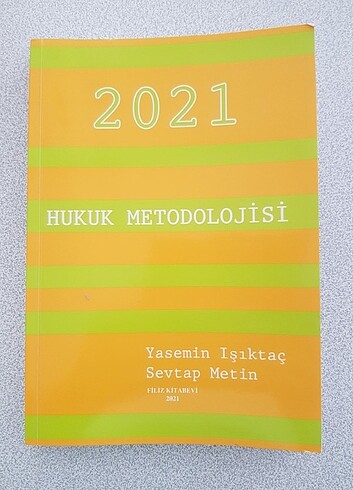 2021
HUKUK METODOLOJİSİ
Yasemin Işıktaç
Sevtap Metin
FİLİZ KİTABEVİ
2021